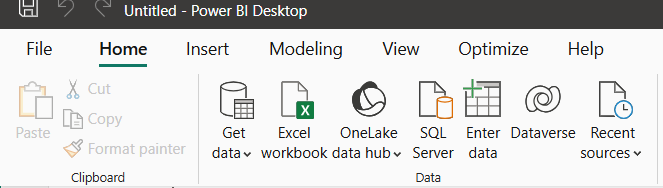 Untitled - Power BI Desktop
File Home Insert Modeling View Optimize Help
Paste
Cut
Copy
Format painter
Clipboard
Get data
Excel workbook
OneLake data hub
SQL Server
Enter data
Dataverse
Recent sources
Data